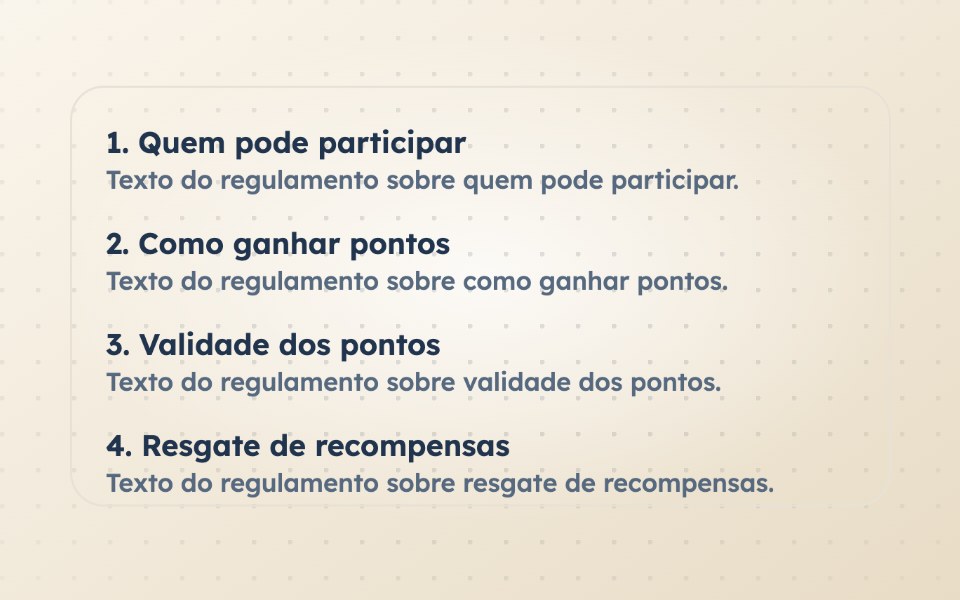 1. Quem pode participar
Texto do regulamento sobre quem pode participar.
2. Como ganhar pontos
Texto do regulamento sobre como ganhar pontos.
3. Validade dos pontos
Texto do regulamento sobre validade dos pontos.
4. Resgate de recompensas
Texto do regulamento sobre resgate de recompensas.